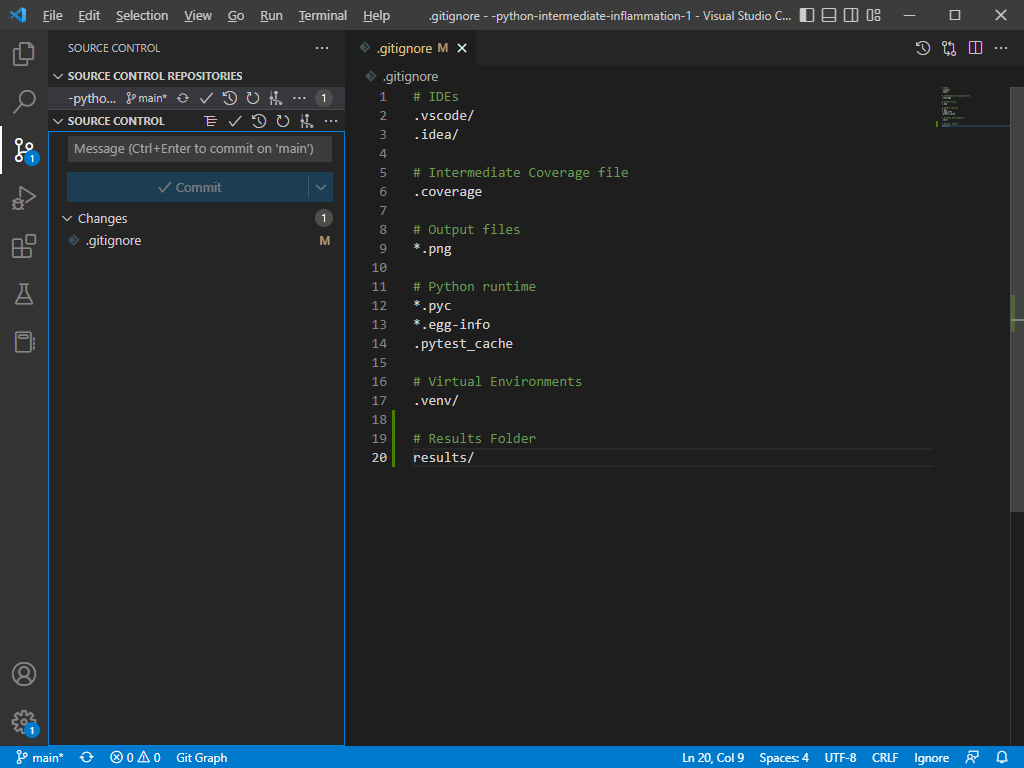 File Edit Selection View Go Run Terminal Help .gitignore - -python-intermediate-inflammation-1 - Visual Studio C...
SOURCE CONTROL
SOURCE CONTROL REPOSITORIES
-pytho... main* 1
SOURCE CONTROL
Message (Ctrl+Enter to commit on 'main')
Commit
Changes 1
.gitignore M
1
1
.gitignore M
.gitignore
1 # IDEs
2 .vscode/
3 .idea/
4
5 # Intermediate Coverage file
6 .coverage
7
8 # Output files
9 *.png
10
11 # Python runtime
12 *.pyc
13 *.egg-info
14 .pytest_cache
15
16 # Virtual Environments
17 .venv/
18
19 # Results Folder
20 results/
main* 0 0 Git Graph Ln 20, Col 9 Spaces: 4 UTF-8 CRLF Ignore